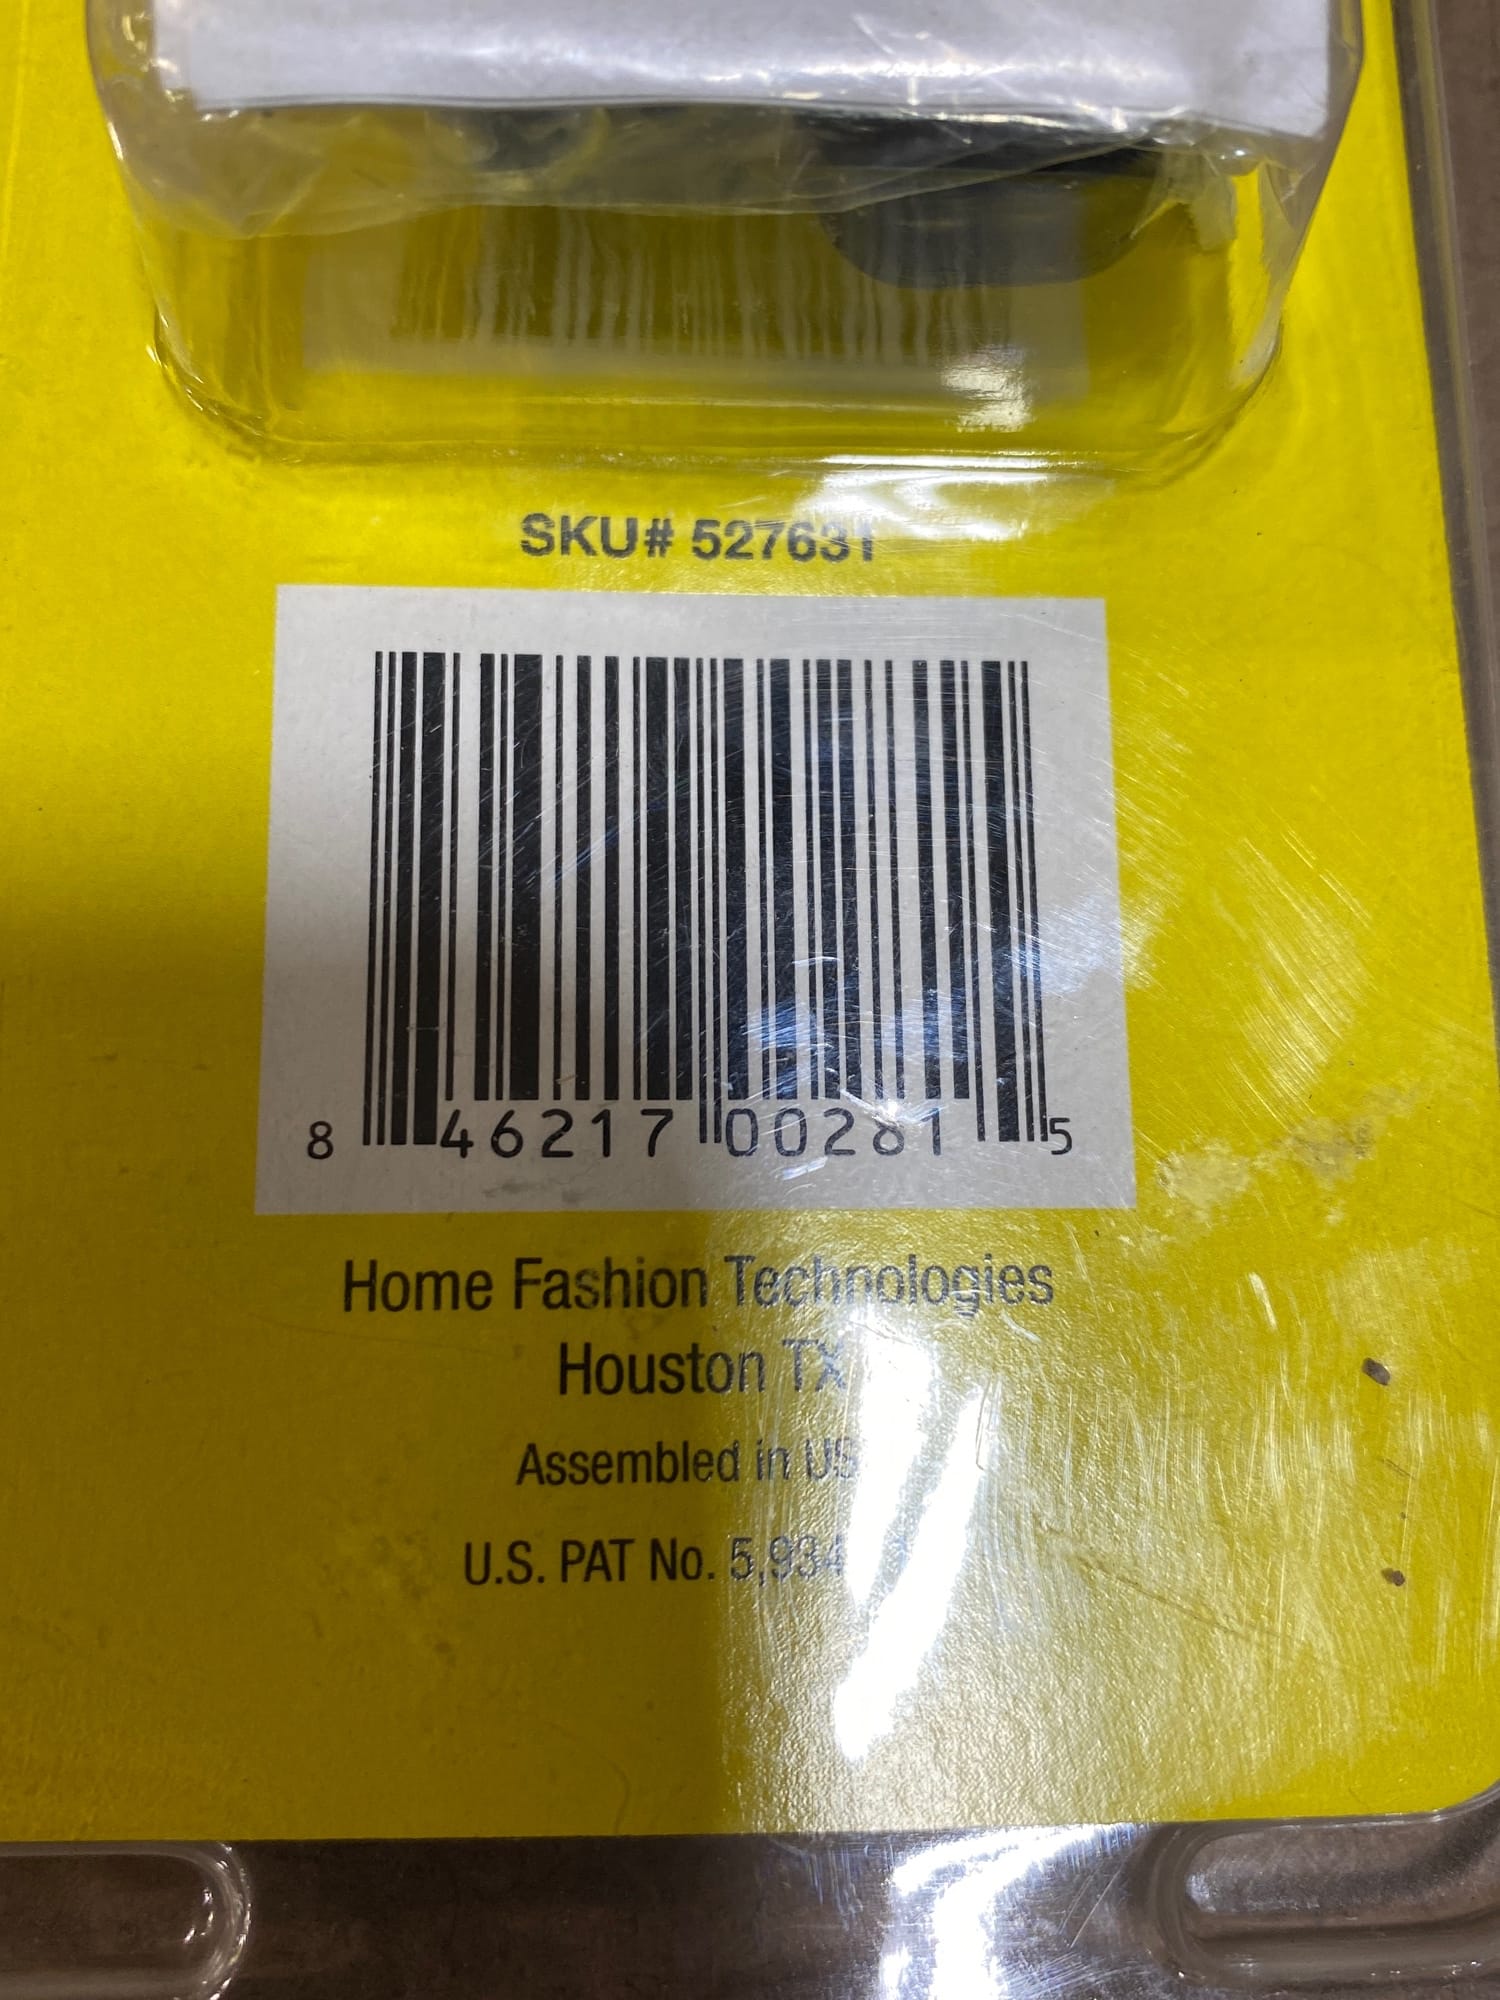 SKU# 527631
8 46217 00281 5
Home Fashion Technologies
Houston TX
Assembled in US
U.S. PAT No. 5,934